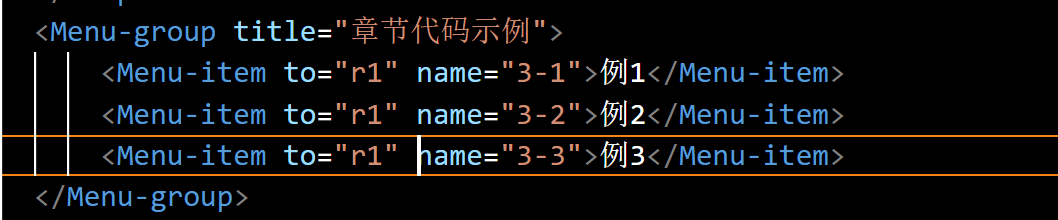 <Menu-group title="章节代码示例">
<Menu-item to="r1" name="3-1">例1</Menu-item>
<Menu-item to="r1" name="3-2">例2</Menu-item>
<Menu-item to="r1" name="3-3">例3</Menu-item>
</Menu-group>